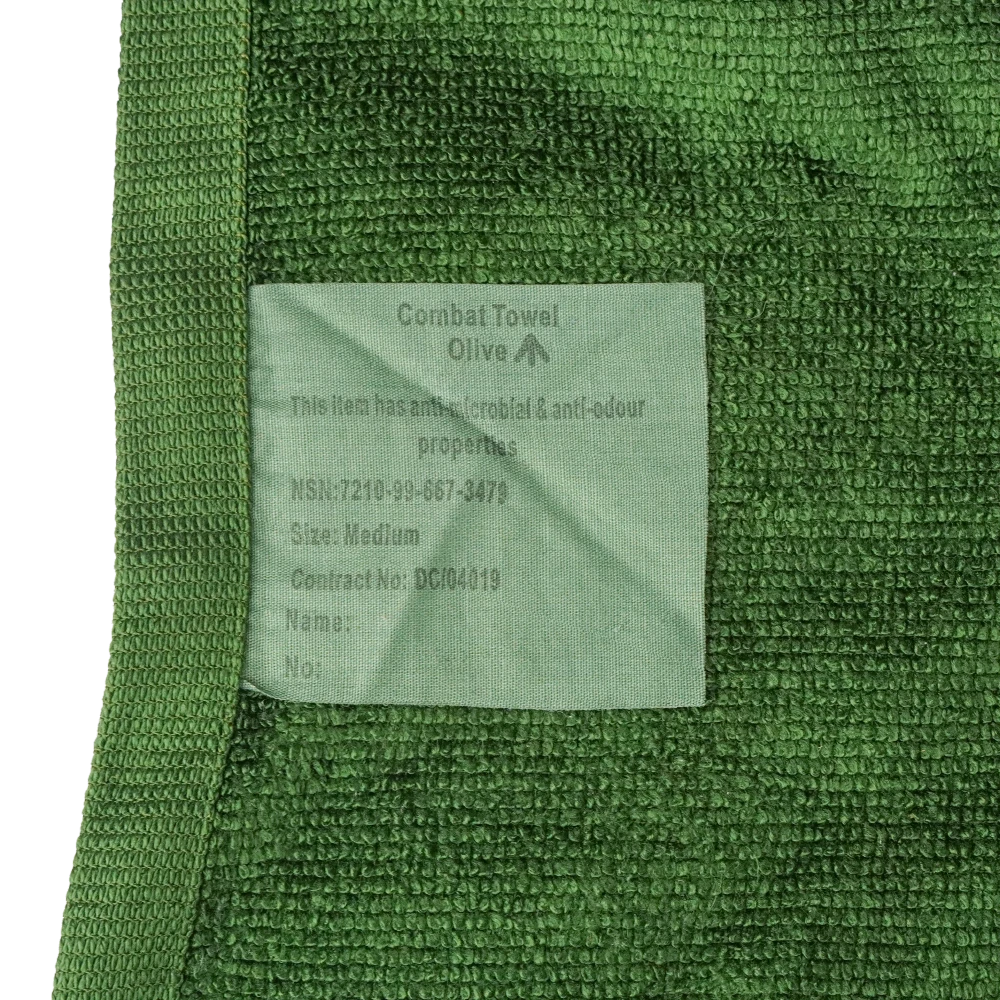 Combat Towel
Olive
This item has anti-microbial & anti-odour
properties
NSN:7210-99-667-3479
Size: Medium
Contract No: DC/04019
Name:
No: